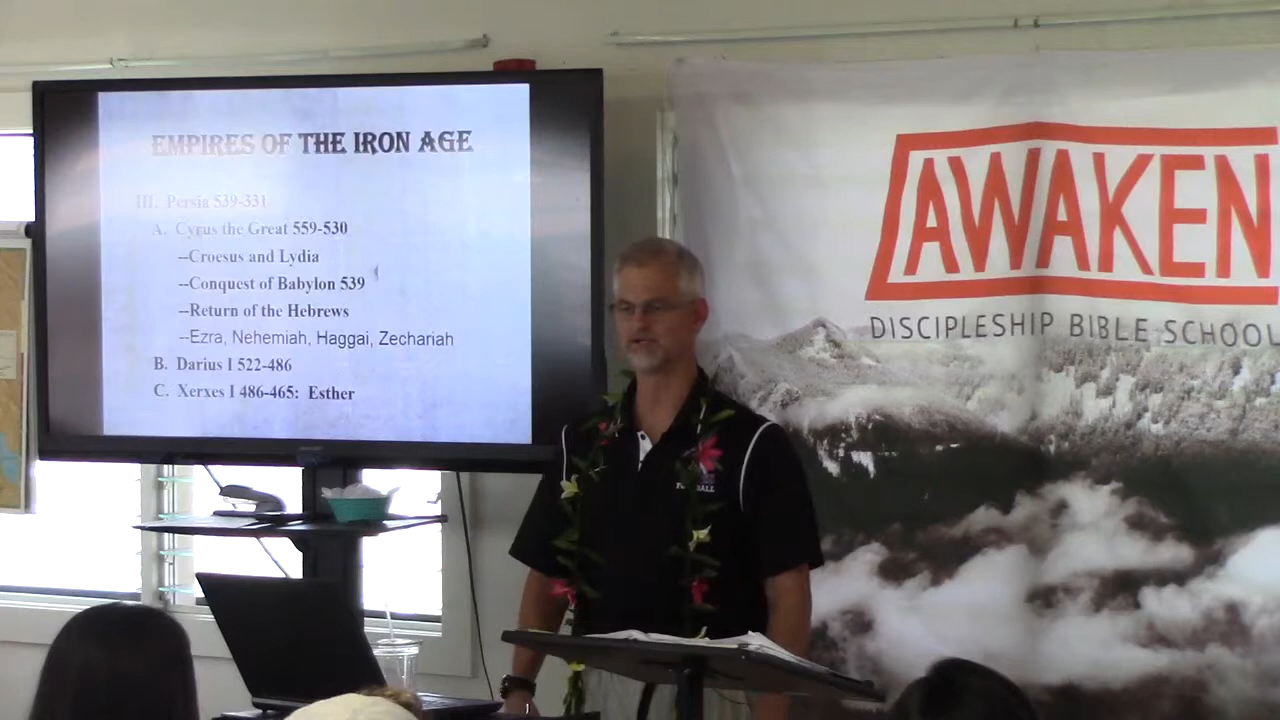 EMPIRES OF THE IRON AGE
III. Persia 539-331
A. Cyrus the Great 559-530
--Croesus and Lydia
--Conquest of Babylon 539
--Return of the Hebrews
--Ezra, Nehemiah, Haggai, Zechariah
B. Darius I 522-486
C. Xerxes I 486-465: Esther
AWAKEN
DISCIPLESHIP BIBLE SCHOOL